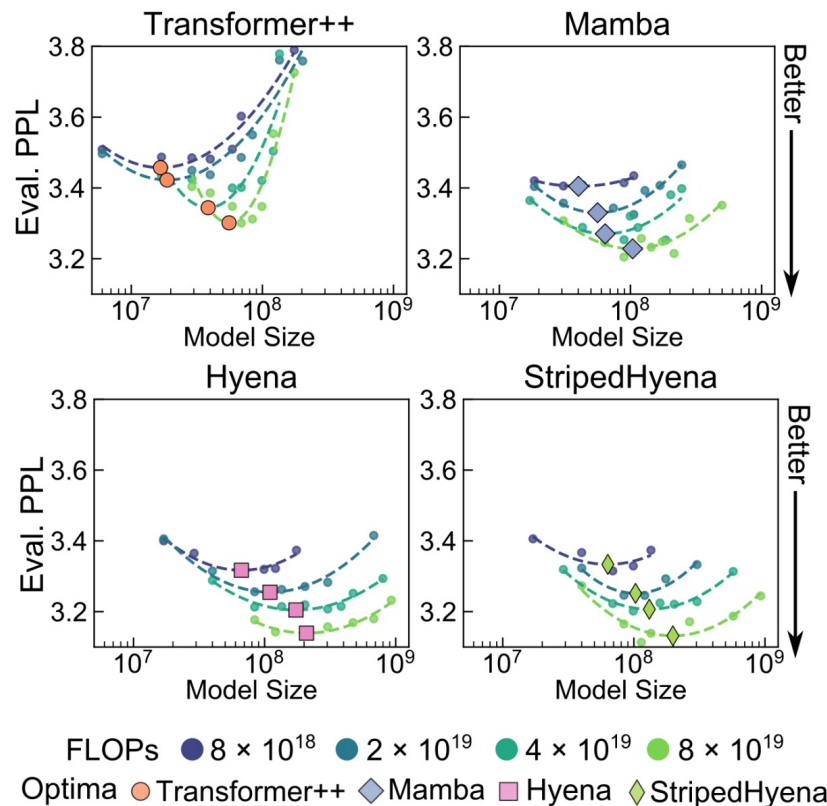 Transformer++
Mamba
3.8
3.6
3.4
3.2
Eval. PPL
10^7 10^8 10^9
Model Size
3.8
3.6
3.4
3.2
10^7 10^8 10^9
Model Size
Better
Hyena
StripedHyena
3.8
3.6
3.4
3.2
Eval. PPL
10^7 10^8 10^9
Model Size
3.8
3.6
3.4
3.2
10^7 10^8 10^9
Model Size
Better
FLOPs 8 × 10^18 2 × 10^19 4 × 10^19 8 × 10^19
Optima Transformer++ Mamba Hyena StripedHyena